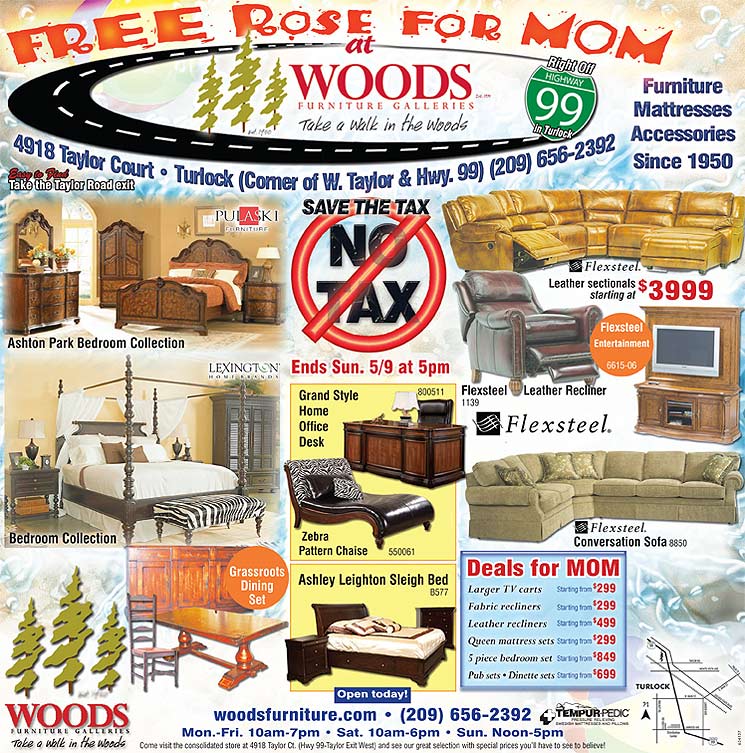 FREE ROSE FOR MOM
at
WOODS
FURNITURE GALLERIES
Take a Walk in the Woods
est. 1950
Right Off
HIGHWAY
99
In Turlock
Furniture
Mattresses
Accessories
Since 1950
4918 Taylor Court • Turlock (Corner of W. Taylor & Hwy. 99) (209) 656-2392
Easy to Find
Take the Taylor Road exit
PULASKI
FURNITURE
Ashton Park Bedroom Collection
SAVE THE TAX
NO
TAX
Ends Sun. 5/9 at 5pm
Flexsteel.
Leather sectionals
starting at $3999
Flexsteel
Entertainment
6615-06
Flexsteel Leather Recliner
1139
Flexsteel®
LEXINGTON
HOME BRANDS
Bedroom Collection
Grand Style
Home
Office
Desk
800511
Zebra
Pattern Chaise
550061
Flexsteel.
Conversation Sofa 8850
Grassroots
Dining
Set
Ashley Leighton Sleigh Bed
B577
Deals for MOM
Larger TV carts Starting from $299
Fabric recliners Starting from $299
Leather recliners Starting from $499
Queen mattress sets Starting from $299
5 piece bedroom set Starting from $849
Pub sets • Dinette sets Starting from $699
WOODS
FURNITURE GALLERIES
Take a Walk in the Woods
Open today!
woodsfurniture.com • (209) 656-2392
TEMPUR-PEDIC
PRESSURE RELIEVING
SWEDISH MATTRESSES AND PILLOWS
TURLOCK
Mon.-Fri. 10am-7pm • Sat. 10am-6pm • Sun. Noon-5pm
Come visit the consolidated store at 4918 Taylor Ct. (Hwy 99-Taylor Exit West) and see our great selection with special prices you'll have to see to believe!